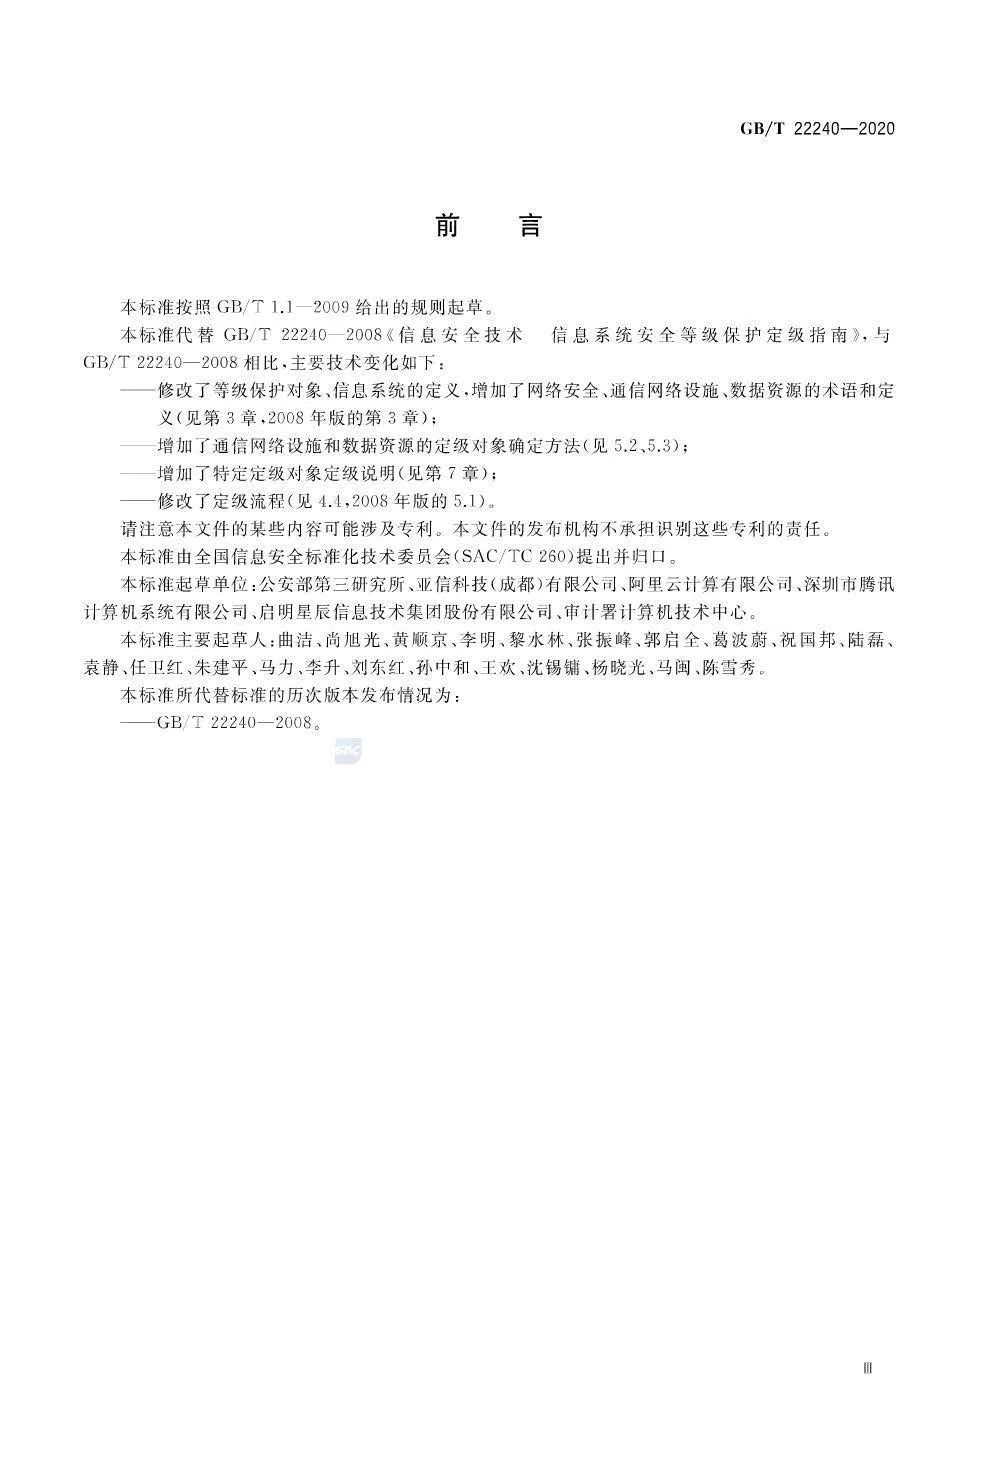 GB/T 22240—2020
前 言
本标准按照 GB/T 1.1—2009 给出的规则起草。
本标准代替 GB/T 22240—2008《信息安全技术 信息系统安全等级保护定级指南》,与
GB/T 22240—2008 相比,主要技术变化如下:
——修改了等级保护对象、信息系统的定义,增加了网络安全、通信网络设施、数据资源的术语和定
义(见第 3 章,2008 年版的第 3 章);
——增加了通信网络设施和数据资源的定级对象确定方法(见 5.2、5.3);
——增加了特定定级对象定级说明(见第 7 章);
——修改了定级流程(见 4.4,2008 年版的 5.1)。
请注意本文件的某些内容可能涉及专利。本文件的发布机构不承担识别这些专利的责任。
本标准由全国信息安全标准化技术委员会(SAC/TC 260)提出并归口。
本标准起草单位:公安部第三研究所、亚信科技(成都)有限公司、阿里云计算有限公司、深圳市腾讯
计算机系统有限公司、启明星辰信息技术集团股份有限公司、审计署计算机技术中心。
本标准主要起草人:曲洁、尚旭光、黄顺京、李明、黎水林、张振峰、郭启全、葛波蔚、祝国邦、陆磊、
袁静、任卫红、朱建平、马力、李升、刘东红、孙中和、王欢、沈锡镛、杨晓光、马闽、陈雪秀。
本标准所代替标准的历次版本发布情况为:
——GB/T 22240—2008。
SAC
Ⅲ